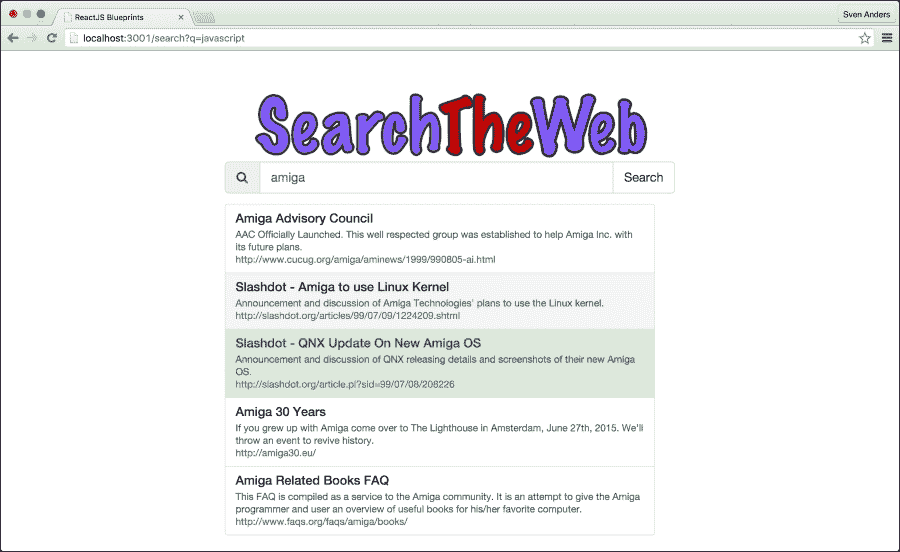 ReactJS Blueprints
Sven Anders
localhost:3001/search?q=javascript
SearchTheWeb
amiga
Search
Amiga Advisory Council
AAC Officially Launched. This well respected group was established to help Amiga Inc. with
its future plans.
http://www.cucug.org/amiga/aminews/1999/990805-ai.html
Slashdot - Amiga to use Linux Kernel
Announcement and discussion of Amiga Technologies' plans to use the Linux kernel.
http://slashdot.org/articles/99/07/09/1224209.shtml
Slashdot - QNX Update On New Amiga OS
Announcement and discussion of QNX releasing details and screenshots of their new Amiga
OS.
http://slashdot.org/article.pl?sid=99/07/08/208226
Amiga 30 Years
If you grew up with Amiga come over to The Lighthouse in Amsterdam, June 27th, 2015. We'll
throw an event to revive history.
http://amiga30.eu/
Amiga Related Books FAQ
This FAQ is compiled as a service to the Amiga community. It is an attempt to give the Amiga
programmer and user an overview of useful books for his/her favorite computer.
http://www.faqs.org/faqs/amiga/books/